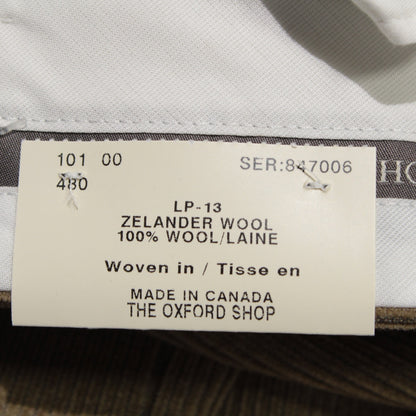 101 00 SER:847006
480
HO
LP-13
ZELANDER WOOL
100% WOOL/LAINE
Woven in / Tisse en
MADE IN CANADA
THE OXFORD SHOP